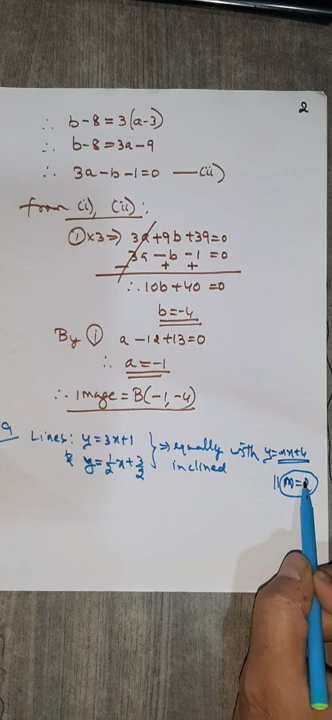 2
∴ b-8=3(a-3)
∴ b-8=3a-9
∴ 3a-b-1=0 —(ii)
from (i), (ii):
①×3⇒) 3a+9b+39=0
3a-b-1=0
- + +
∴ 10b+40=0
b=-4
By ⓘ a-12+13=0
∴ a=-1
∴ Image=B(-1,-4)
9 Lines: y=3x+1 } ⇒ equally with y=mx+4
& y=1/2x+3/2 inclined
|| m=